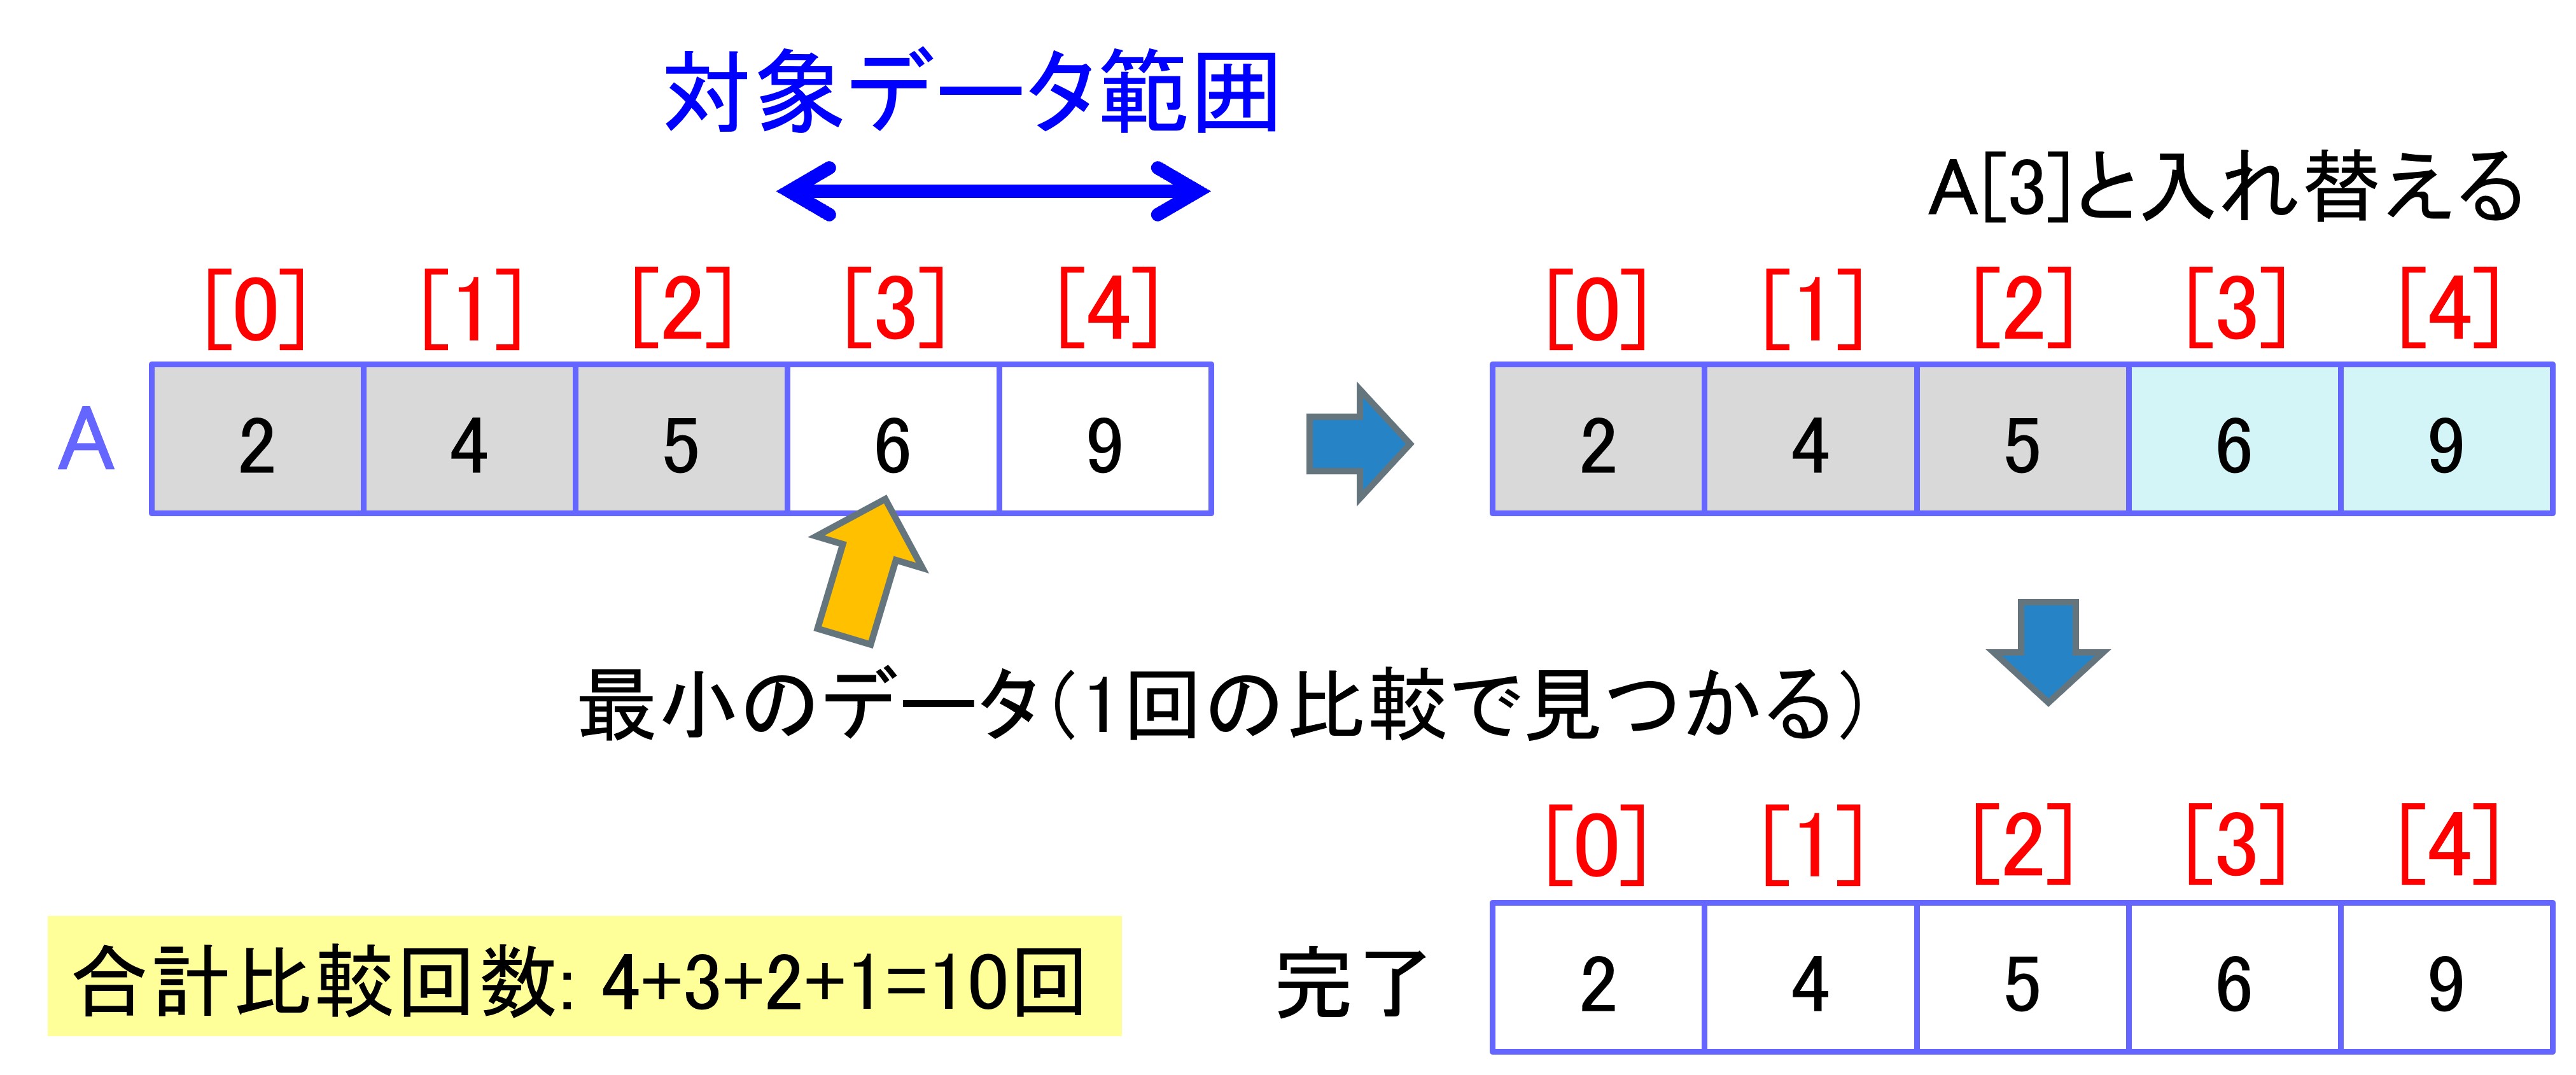 対象データ範囲
A[3]と入れ替える
[0] [1] [2] [3] [4]
A 2 4 5 6 9
[0] [1] [2] [3] [4]
2 4 5 6 9
最小のデータ(1回の比較で見つかる)
合計比較回数: 4+3+2+1=10回
[0] [1] [2] [3] [4]
完了 2 4 5 6 9